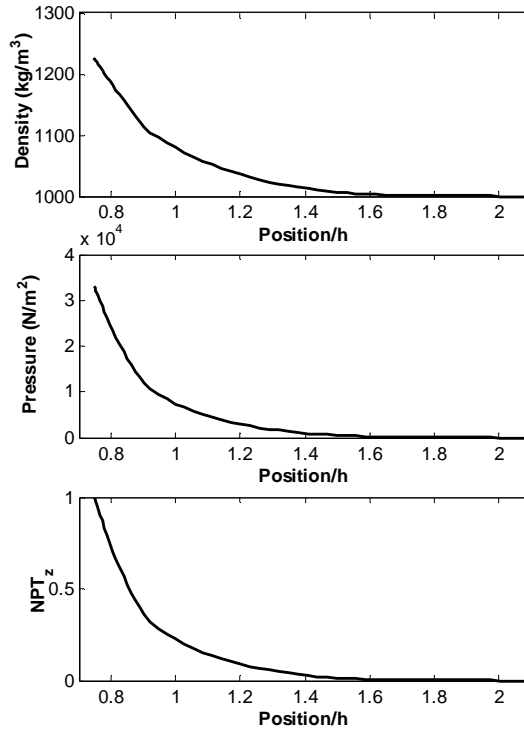 1300
1200
1100
1000
Density (kg/m³)
0.8 1 1.2 1.4 1.6 1.8 2
Position/h
x 10⁴
4
3
2
1
0
Pressure (N/m²)
0.8 1 1.2 1.4 1.6 1.8 2
Position/h
1
0.5
0
NPT_z
0.8 1 1.2 1.4 1.6 1.8 2
Position/h